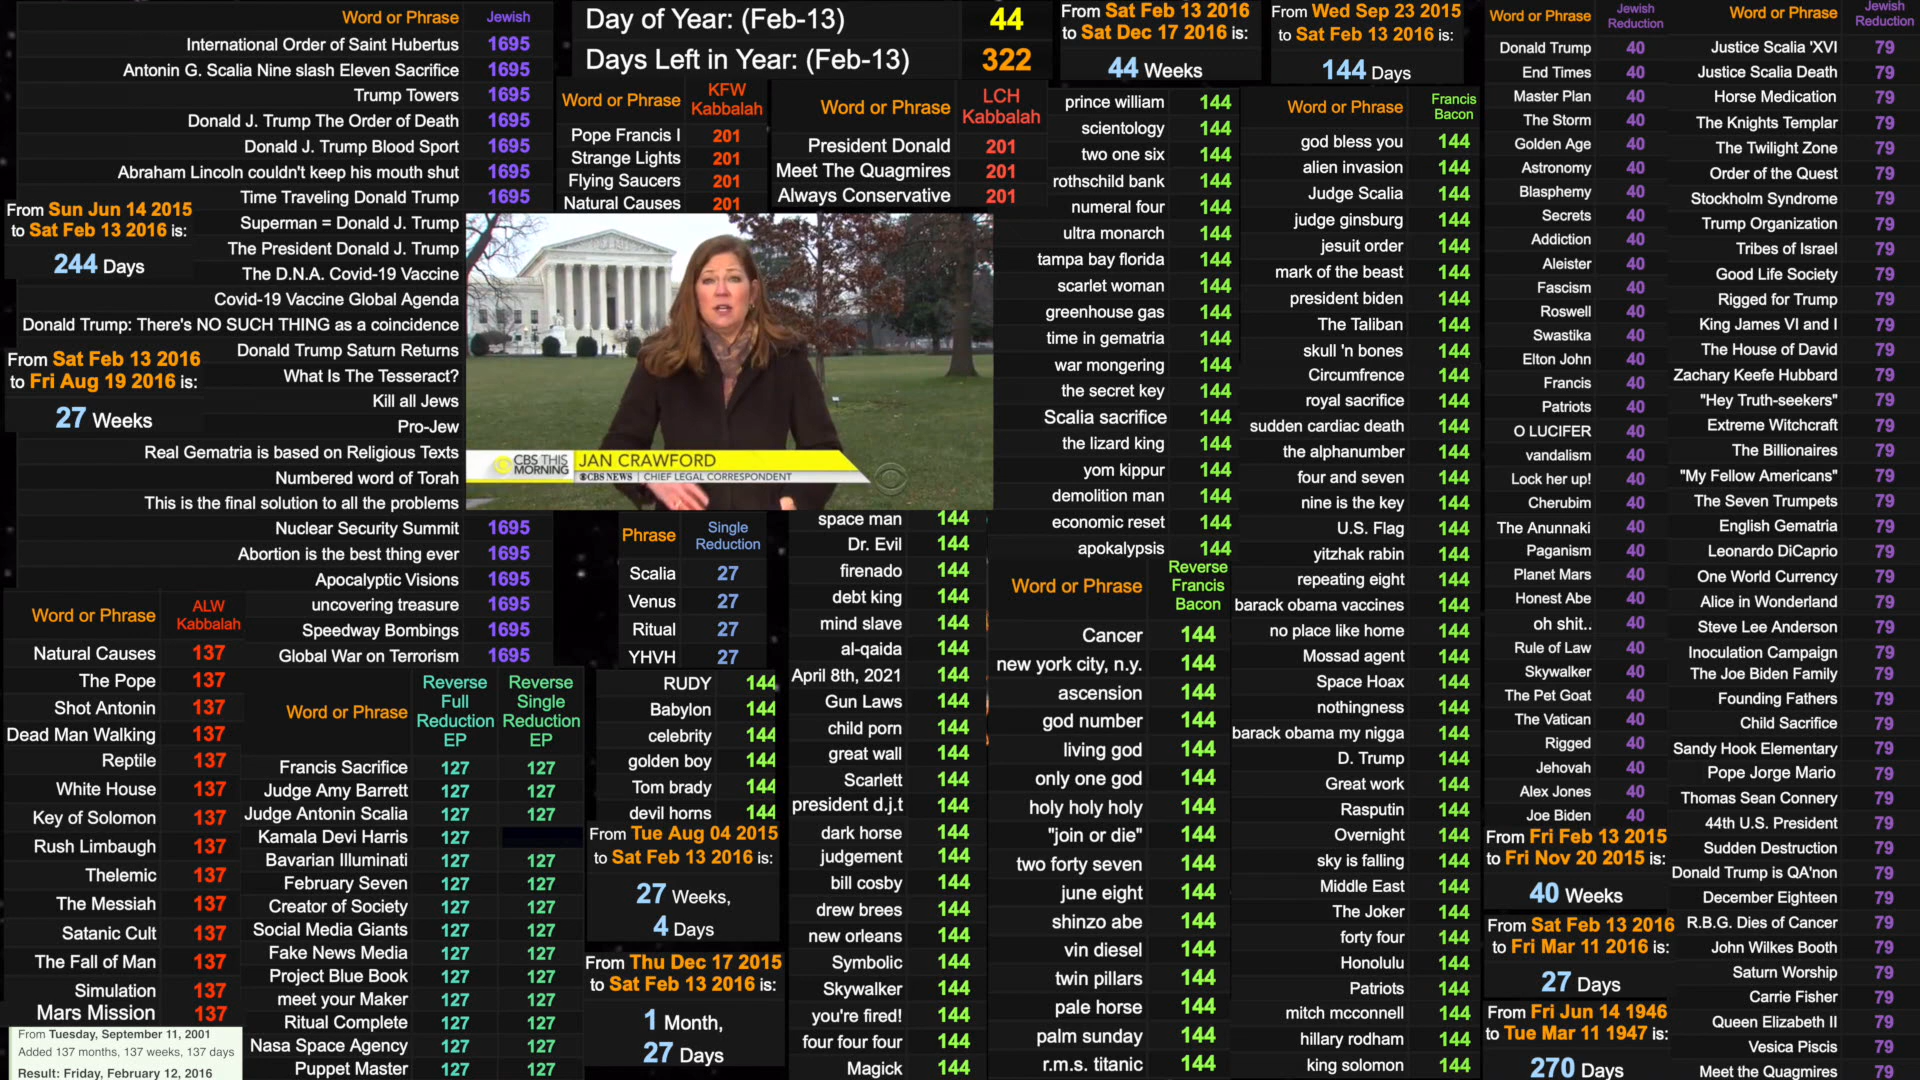 Word or Phrase Jewish
International Order of Saint Hubertus 1695
Antonin G. Scalia Nine slash Eleven Sacrifice 1695
Trump Towers 1695
Donald J. Trump The Order of Death 1695
Donald J. Trump Blood Sport 1695
Abraham Lincoln couldn't keep his mouth shut 1695
Time Traveling Donald Trump 1695
Superman = Donald J. Trump
The President Donald J. Trump
The D.N.A. Covid-19 Vaccine
Covid-19 Vaccine Global Agenda
Donald Trump: There's NO SUCH THING as a coincidence
Donald Trump Saturn Returns
What Is The Tesseract?
Kill all Jews
Pro-Jew
Real Gematria is based on Religious Texts
Numbered word of Torah
This is the final solution to all the problems
Nuclear Security Summit 1695
Abortion is the best thing ever 1695
Apocalyptic Visions 1695
uncovering treasure 1695
Speedway Bombings 1695
Global War on Terrorism 1695
From Sun Jun 14 2015
to Sat Feb 13 2016 is:
244 Days
From Sat Feb 13 2016
to Fri Aug 19 2016 is:
27 Weeks
Word or Phrase ALW Kabbalah
Natural Causes 137
The Pope 137
Shot Antonin 137
Dead Man Walking 137
Reptile 137
White House 137
Key of Solomon 137
Rush Limbaugh 137
Thelemic 137
The Messiah 137
Satanic Cult 137
The Fall of Man 137
Simulation 137
Mars Mission 137
From Tuesday, September 11, 2001
Added 137 months, 137 weeks, 137 days
Result: Friday, February 12, 2016
Word or Phrase Reverse Full Reduction EP Reverse Single Reduction EP
Francis Sacrifice 127 127
Judge Amy Barrett 127 127
Judge Antonin Scalia 127 127
Kamala Devi Harris 127
Bavarian Illuminati 127 127
February Seven 127 127
Creator of Society 127 127
Social Media Giants 127 127
Fake News Media 127 127
Project Blue Book 127 127
meet your Maker 127 127
Ritual Complete 127 127
Nasa Space Agency 127 127
Puppet Master 127 127
Day of Year: (Feb-13) 44
Days Left in Year: (Feb-13) 322
Word or Phrase KFW Kabbalah
Pope Francis I 201
Strange Lights 201
Flying Saucers 201
Natural Causes 201
Word or Phrase LCH Kabbalah
President Donald 201
Meet The Quagmires 201
Always Conservative 201
CBS THIS MORNING
JAN CRAWFORD
CBS NEWS | CHIEF LEGAL CORRESPONDENT
Phrase Single Reduction
Scalia 27
Venus 27
Ritual 27
YHVH 27
RUDY 144
Babylon 144
celebrity 144
golden boy 144
Tom brady 144
devil horns 144
From Tue Aug 04 2015
to Sat Feb 13 2016 is:
27 Weeks,
4 Days
From Thu Dec 17 2015
to Sat Feb 13 2016 is:
1 Month,
27 Days
space man 144
Dr. Evil 144
firenado 144
debt king 144
mind slave 144
al-qaida 144
April 8th, 2021 144
Gun Laws 144
child porn 144
great wall 144
Scarlett 144
president d.j.t 144
dark horse 144
judgement 144
bill cosby 144
drew brees 144
new orleans 144
Symbolic 144
Skywalker 144
you're fired! 144
four four four 144
Magick 144
From Sat Feb 13 2016
to Sat Dec 17 2016 is:
44 Weeks
prince william 144
scientology 144
two one six 144
rothschild bank 144
numeral four 144
ultra monarch 144
tampa bay florida 144
scarlet woman 144
greenhouse gas 144
time in gematria 144
war mongering 144
the secret key 144
Scalia sacrifice 144
the lizard king 144
yom kippur 144
demolition man 144
economic reset 144
apokalypsis 144
Word or Phrase Reverse Francis Bacon
Cancer 144
new york city, n.y. 144
ascension 144
god number 144
living god 144
only one god 144
holy holy holy 144
"join or die" 144
two forty seven 144
june eight 144
shinzo abe 144
vin diesel 144
twin pillars 144
pale horse 144
palm sunday 144
r.m.s. titanic 144
From Wed Sep 23 2015
to Sat Feb 13 2016 is:
144 Days
Word or Phrase Francis Bacon
god bless you 144
alien invasion 144
Judge Scalia 144
judge ginsburg 144
jesuit order 144
mark of the beast 144
president biden 144
The Taliban 144
skull 'n bones 144
Circumfrence 144
royal sacrifice 144
sudden cardiac death 144
the alphanumber 144
four and seven 144
nine is the key 144
U.S. Flag 144
yitzhak rabin 144
repeating eight 144
barack obama vaccines 144
no place like home 144
Mossad agent 144
Space Hoax 144
nothingness 144
barack obama my nigga 144
D. Trump 144
Great work 144
Rasputin 144
Overnight 144
sky is falling 144
Middle East 144
The Joker 144
forty four 144
Honolulu 144
Patriots 144
mitch mcconnell 144
hillary rodham 144
king solomon 144
Word or Phrase Jewish Reduction
Donald Trump 40
End Times 40
Master Plan 40
The Storm 40
Golden Age 40
Astronomy 40
Blasphemy 40
Secrets 40
Addiction 40
Aleister 40
Fascism 40
Roswell 40
Swastika 40
Elton John 40
Francis 40
Patriots 40
O LUCIFER 40
vandalism 40
Lock her up! 40
Cherubim 40
The Anunnaki 40
Paganism 40
Planet Mars 40
Honest Abe 40
oh shit.. 40
Rule of Law 40
Skywalker 40
The Pet Goat 40
The Vatican 40
Rigged 40
Jehovah 40
Alex Jones 40
Joe Biden 40
From Fri Feb 13 2015
to Fri Nov 20 2015 is:
40 Weeks
From Sat Feb 13 2016
to Fri Mar 11 2016 is:
27 Days
From Fri Jun 14 1946
to Tue Mar 11 1947 is:
270 Days
Word or Phrase Jewish Reduction
Justice Scalia 'XVI 79
Justice Scalia Death 79
Horse Medication 79
The Knights Templar 79
The Twilight Zone 79
Order of the Quest 79
Stockholm Syndrome 79
Trump Organization 79
Tribes of Israel 79
Good Life Society 79
Rigged for Trump 79
King James VI and I 79
The House of David 79
Zachary Keefe Hubbard 79
"Hey Truth-seekers" 79
Extreme Witchcraft 79
The Billionaires 79
"My Fellow Americans" 79
The Seven Trumpets 79
English Gematria 79
Leonardo DiCaprio 79
One World Currency 79
Alice in Wonderland 79
Steve Lee Anderson 79
Inoculation Campaign 79
The Joe Biden Family 79
Founding Fathers 79
Child Sacrifice 79
Sandy Hook Elementary 79
Pope Jorge Mario 79
Thomas Sean Connery 79
44th U.S. President 79
Sudden Destruction 79
Donald Trump is QA'non 79
December Eighteen 79
R.B.G. Dies of Cancer 79
John Wilkes Booth 79
Saturn Worship 79
Carrie Fisher 79
Queen Elizabeth II 79
Vesica Piscis 79
Meet the Quagmires 79